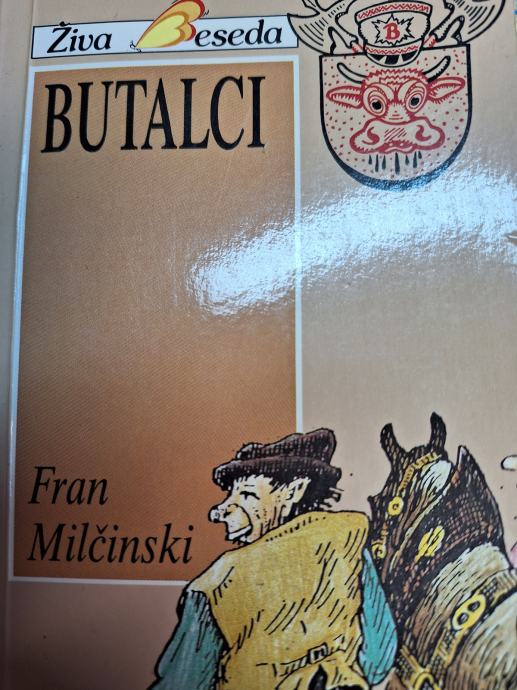 Živa Beseda
B
BUTALCI
Fran
Milčinski